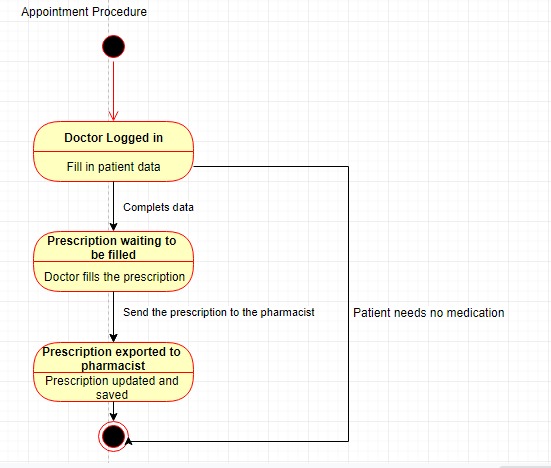 Appointment Procedure
Doctor Logged in
Fill in patient data
Complets data
Prescription waiting to
be filled
Doctor fills the prescription
Send the prescription to the pharmacist
Patient needs no medication
Prescription exported to
pharmacist
Prescription updated and
saved